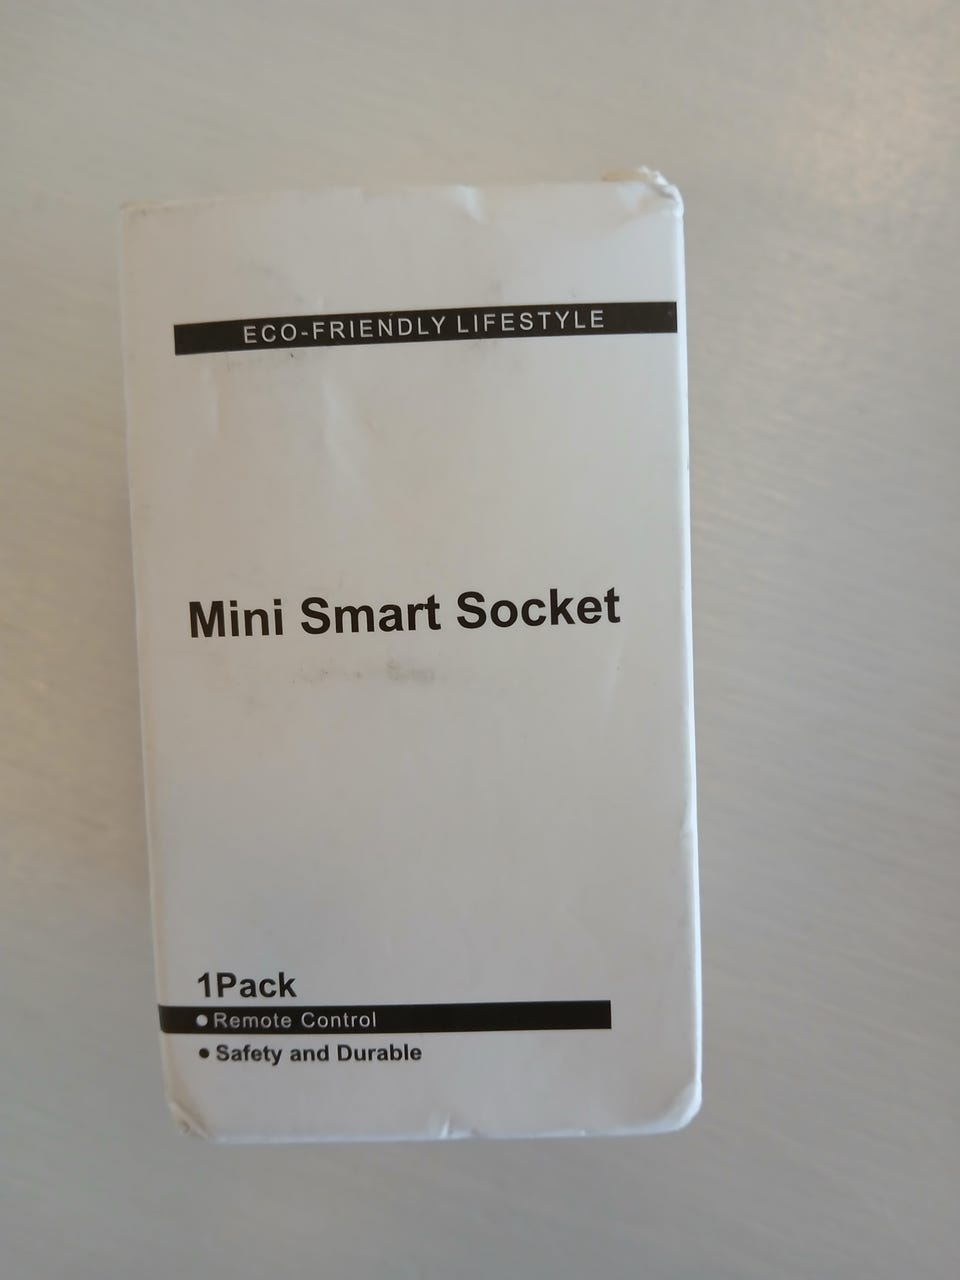 ECO-FRIENDLY LIFESTYLE
Mini Smart Socket
1Pack
● Remote Control
● Safety and Durable